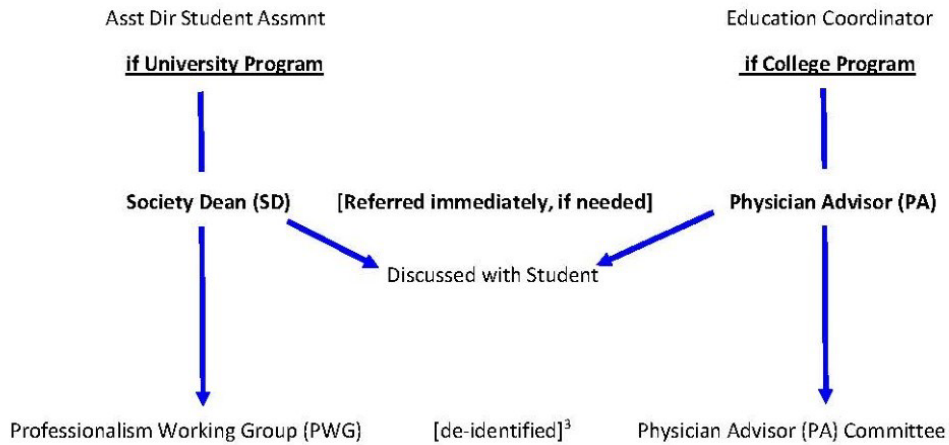 Asst Dir Student Assmnt Education Coordinator
if University Program if College Program
Society Dean (SD) [Referred immediately, if needed] Physician Advisor (PA)
Discussed with Student
Professionalism Working Group (PWG) [de-identified]³ Physician Advisor (PA) Committee